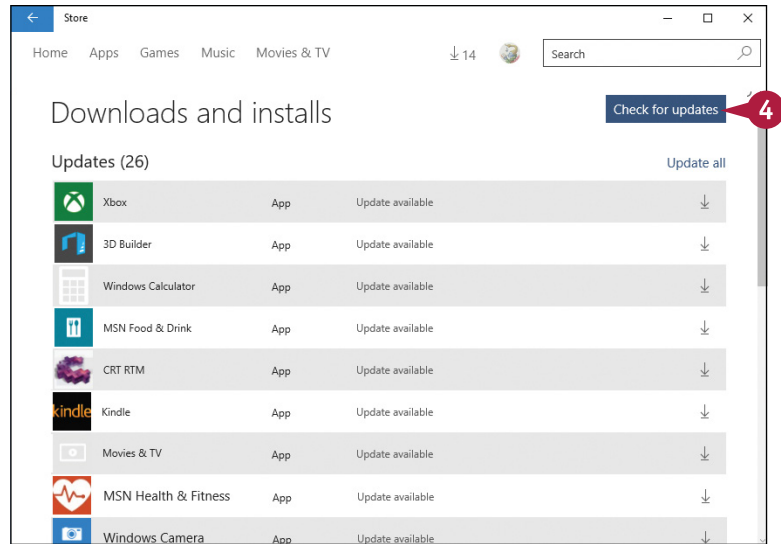 Store
Home Apps Games Music Movies & TV 14 Search
Downloads and installs
Check for updates 4
Updates (26) Update all
Xbox App Update available
3D Builder App Update available
Windows Calculator App Update available
MSN Food & Drink App Update available
CRT RTM App Update available
kindle Kindle App Update available
Movies & TV App Update available
MSN Health & Fitness App Update available
Windows Camera App Update available